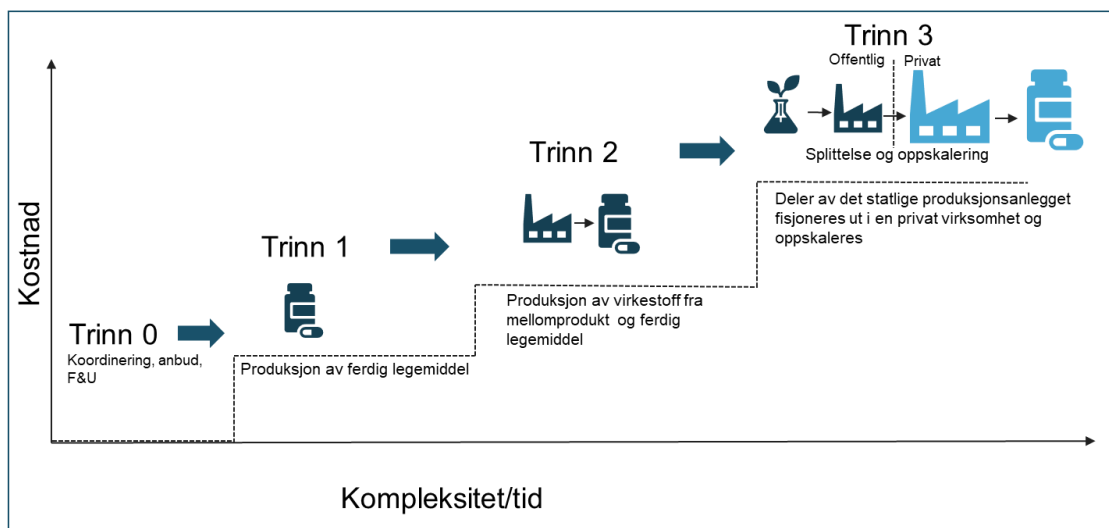 Kostnad
Trinn 0
Koordinering, anbud,
F&U
Trinn 1
Produksjon av ferdig legemiddel
Trinn 2
Produksjon av virkestoff fra
mellomprodukt og ferdig
legemiddel
Trinn 3
Offentlig
Privat
Splittelse og oppskalering
Deler av det statlige produksjonsanlegget
fisjoneres ut i en privat virksomhet og
oppskaleres
Kompleksitet/tid